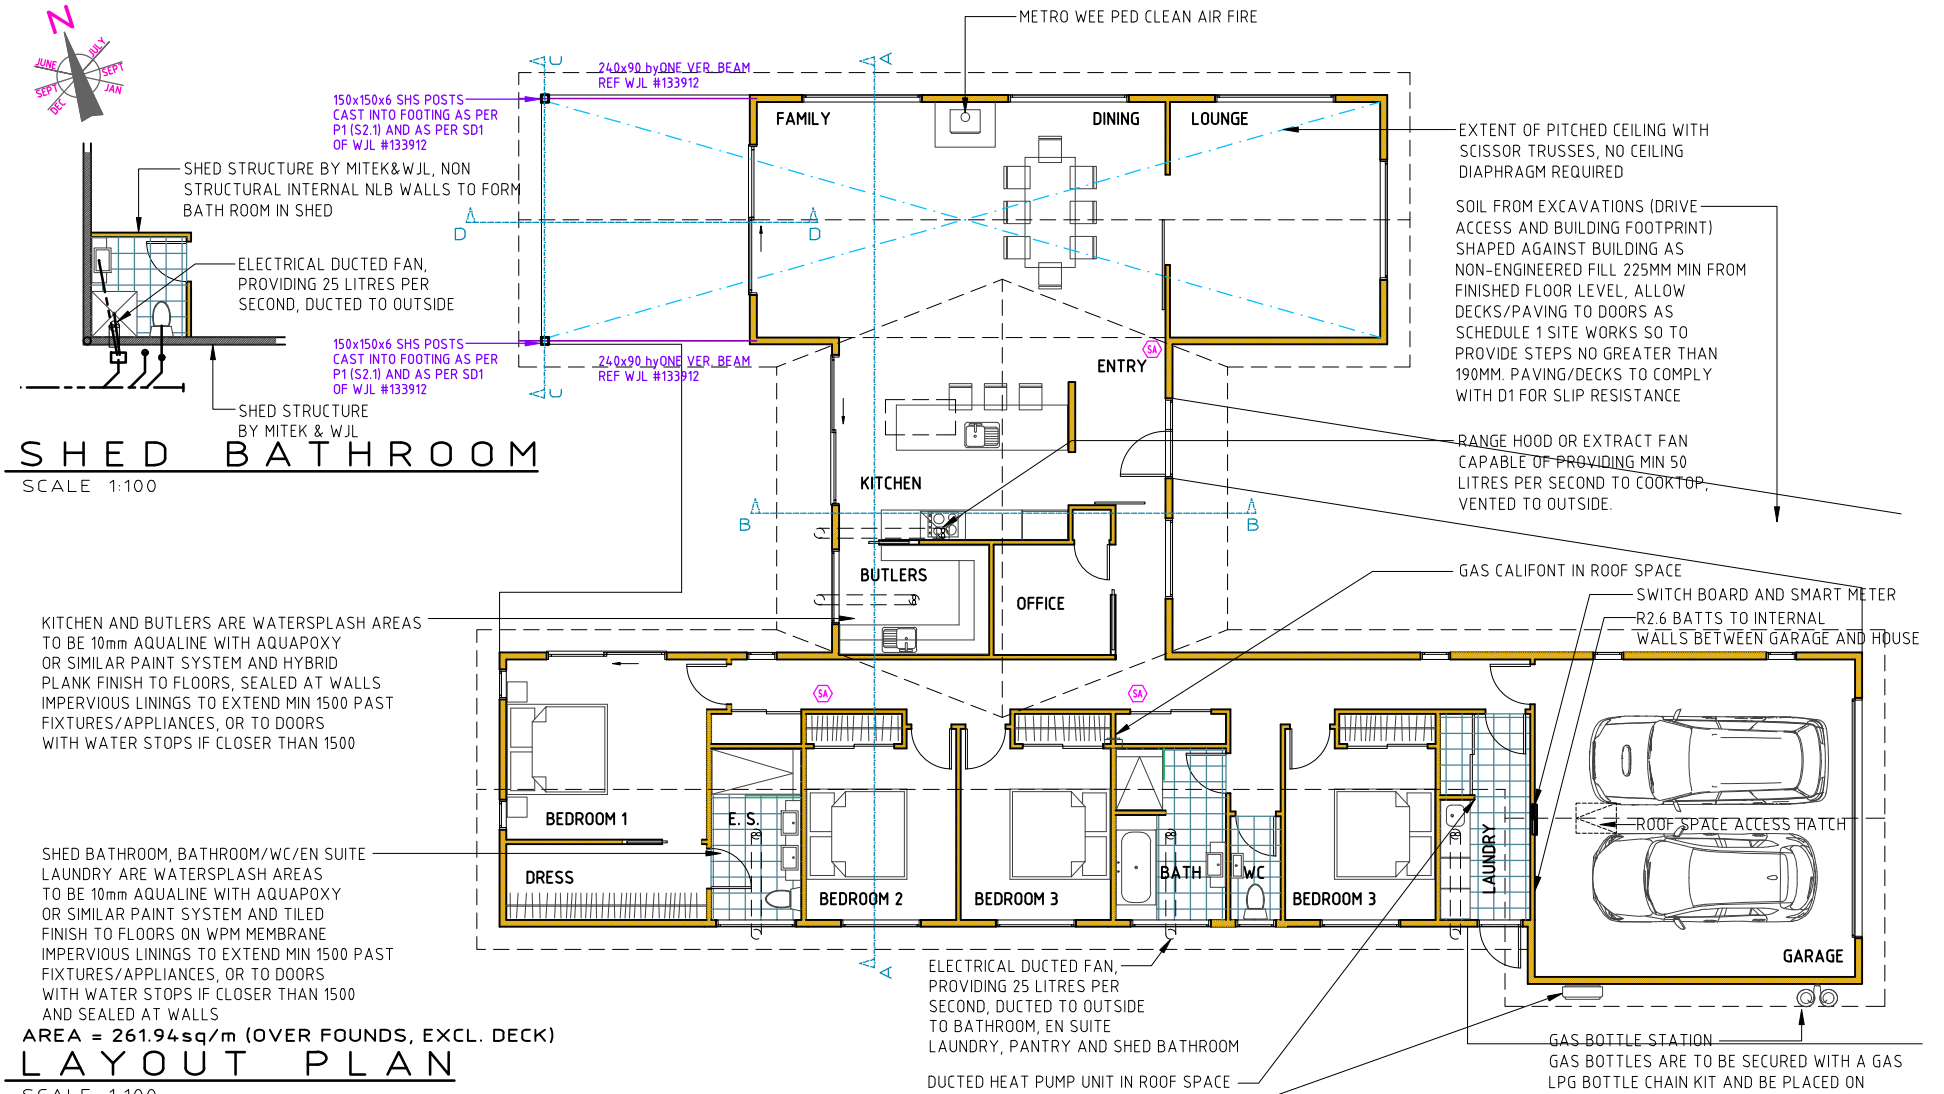 METRO WEE PED CLEAN AIR FIRE
N
JULY
JUNE
SEPT
SEPT
JAN
DEC
C
A
240x90 hyONE VER. BEAM
REF WJL #133912
150x150x6 SHS POSTS
CAST INTO FOOTING AS PER
P1 (S2.1) AND AS PER SD1
OF WJL #133912
FAMILY
DINING
LOUNGE
EXTENT OF PITCHED CEILING WITH
SCISSOR TRUSSES, NO CEILING
DIAPHRAGM REQUIRED
SHED STRUCTURE BY MITEK&WJL, NON
STRUCTURAL INTERNAL NLB WALLS TO FORM
BATH ROOM IN SHED
SOIL FROM EXCAVATIONS (DRIVE
ACCESS AND BUILDING FOOTPRINT)
SHAPED AGAINST BUILDING AS
NON-ENGINEERED FILL 225MM MIN FROM
FINISHED FLOOR LEVEL, ALLOW
DECKS/PAVING TO DOORS AS
SCHEDULE 1 SITE WORKS SO TO
PROVIDE STEPS NO GREATER THAN
190MM. PAVING/DECKS TO COMPLY
WITH D1 FOR SLIP RESISTANCE
D
D
ELECTRICAL DUCTED FAN,
PROVIDING 25 LITRES PER
SECOND, DUCTED TO OUTSIDE
150x150x6 SHS POSTS
CAST INTO FOOTING AS PER
P1 (S2.1) AND AS PER SD1
OF WJL #133912
240x90 hyONE VER. BEAM
REF WJL #133912
C
SA
ENTRY
SHED STRUCTURE
BY MITEK & WJL
SHED BATHROOM
SCALE 1:100
RANGE HOOD OR EXTRACT FAN
CAPABLE OF PROVIDING MIN 50
LITRES PER SECOND TO COOKTOP,
VENTED TO OUTSIDE.
KITCHEN
B
B
BUTLERS
OFFICE
GAS CALIFONT IN ROOF SPACE
SWITCH BOARD AND SMART METER
R2.6 BATTS TO INTERNAL
WALLS BETWEEN GARAGE AND HOUSE
KITCHEN AND BUTLERS ARE WATERSPLASH AREAS
TO BE 10mm AQUALINE WITH AQUAPOXY
OR SIMILAR PAINT SYSTEM AND HYBRID
PLANK FINISH TO FLOORS, SEALED AT WALLS
IMPERVIOUS LININGS TO EXTEND MIN 1500 PAST
FIXTURES/APPLIANCES, OR TO DOORS
WITH WATER STOPS IF CLOSER THAN 1500
SA
SA
BEDROOM 1
E. S.
ROOF SPACE ACCESS HATCH
SHED BATHROOM, BATHROOM/WC/EN SUITE
LAUNDRY ARE WATERSPLASH AREAS
TO BE 10mm AQUALINE WITH AQUAPOXY
OR SIMILAR PAINT SYSTEM AND TILED
FINISH TO FLOORS ON WPM MEMBRANE
IMPERVIOUS LININGS TO EXTEND MIN 1500 PAST
FIXTURES/APPLIANCES, OR TO DOORS
WITH WATER STOPS IF CLOSER THAN 1500
AND SEALED AT WALLS
DRESS
BEDROOM 2
BEDROOM 3
BATH
WC
BEDROOM 3
LAUNDRY
GARAGE
A
ELECTRICAL DUCTED FAN,
PROVIDING 25 LITRES PER
SECOND, DUCTED TO OUTSIDE
TO BATHROOM, EN SUITE
LAUNDRY, PANTRY AND SHED BATHROOM
DUCTED HEAT PUMP UNIT IN ROOF SPACE
GAS BOTTLE STATION
GAS BOTTLES ARE TO BE SECURED WITH A GAS
LPG BOTTLE CHAIN KIT AND BE PLACED ON
AREA = 261.94sq/m (OVER FOUNDS, EXCL. DECK)
LAYOUT PLAN
SCALE 1:100